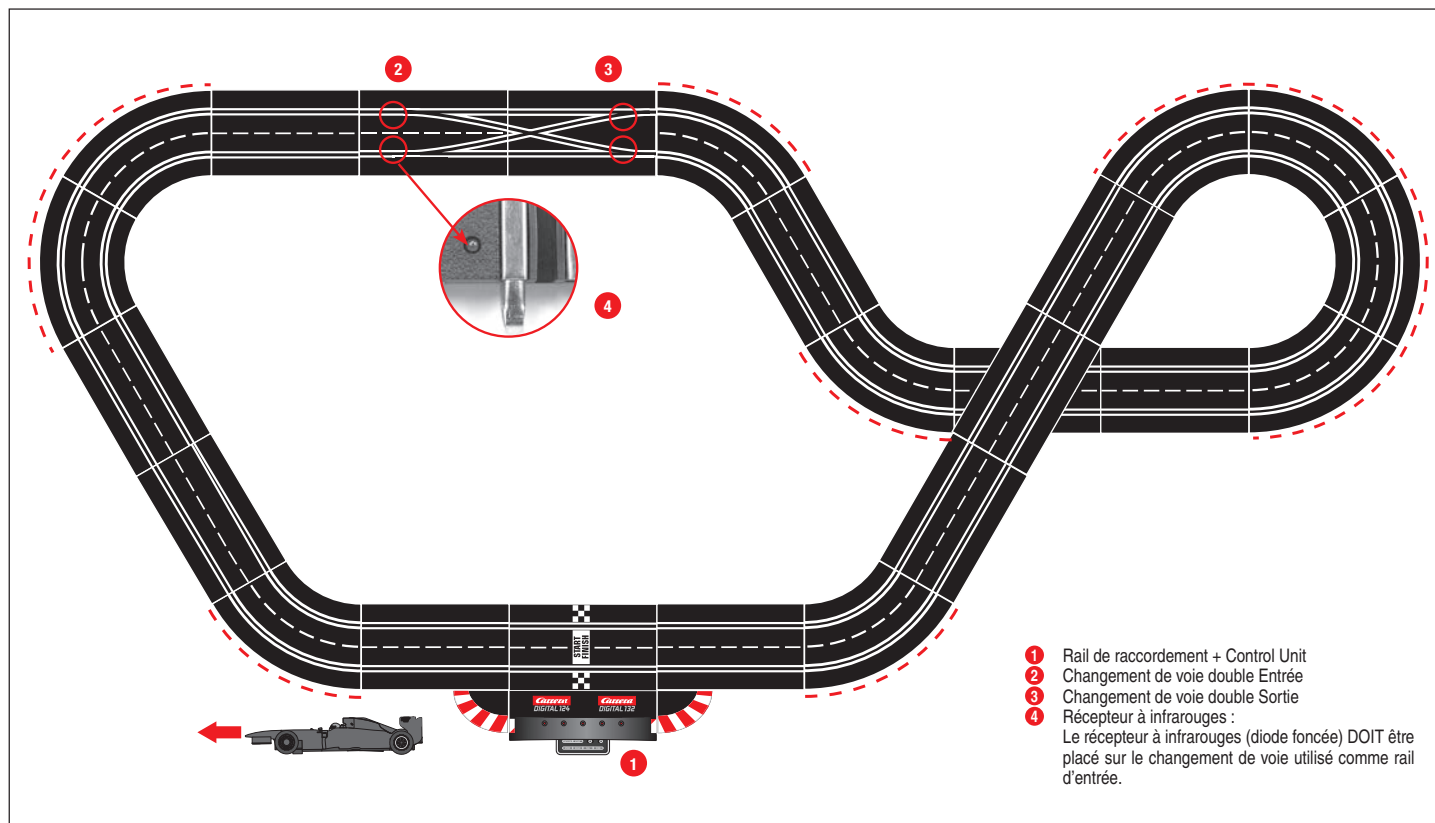 2
3
4
START
FINISH
Carrera
DIGITAL 124
Carrera
DIGITAL 132
1
1 Rail de raccordement + Control Unit
2 Changement de voie double Entrée
3 Changement de voie double Sortie
4 Récepteur à infrarouges :
Le récepteur à infrarouges (diode foncée) DOIT être
placé sur le changement de voie utilisé comme rail
d'entrée.